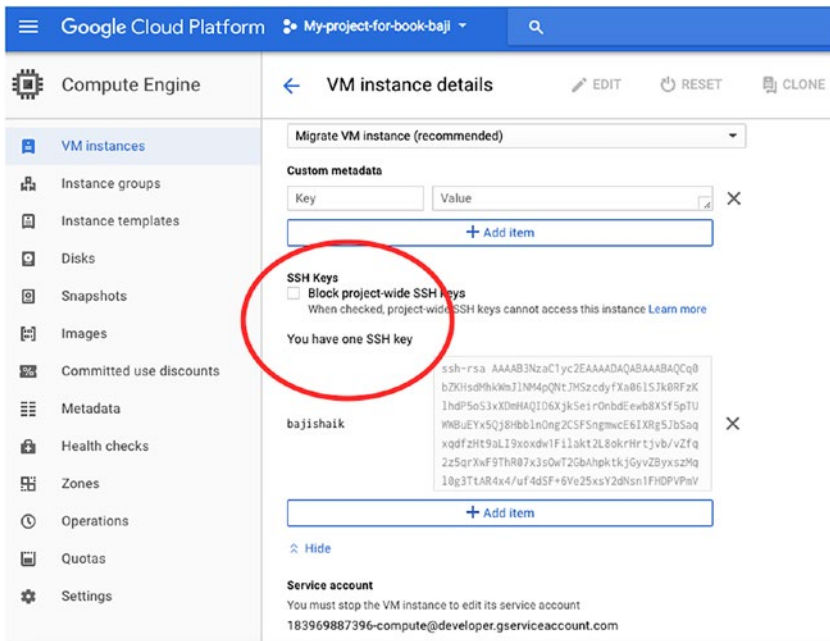 Google Cloud Platform My-project-for-book-baji
Compute Engine
VM instances
Instance groups
Instance templates
Disks
Snapshots
Images
Committed use discounts
Metadata
Health checks
Zones
Operations
Quotas
Settings
VM instance details EDIT RESET CLONE
Migrate VM instance (recommended)
Custom metadata
Key Value
Add item
SSH Keys
Block project-wide SSH keys
When checked, project-wide SSH keys cannot access this instance Learn more
You have one SSH key
bajishaik
ssh-rsa
Add item
Hide
Service account
You must stop the VM instance to edit its service account
183969887396-compute@developer.gserviceaccount.com